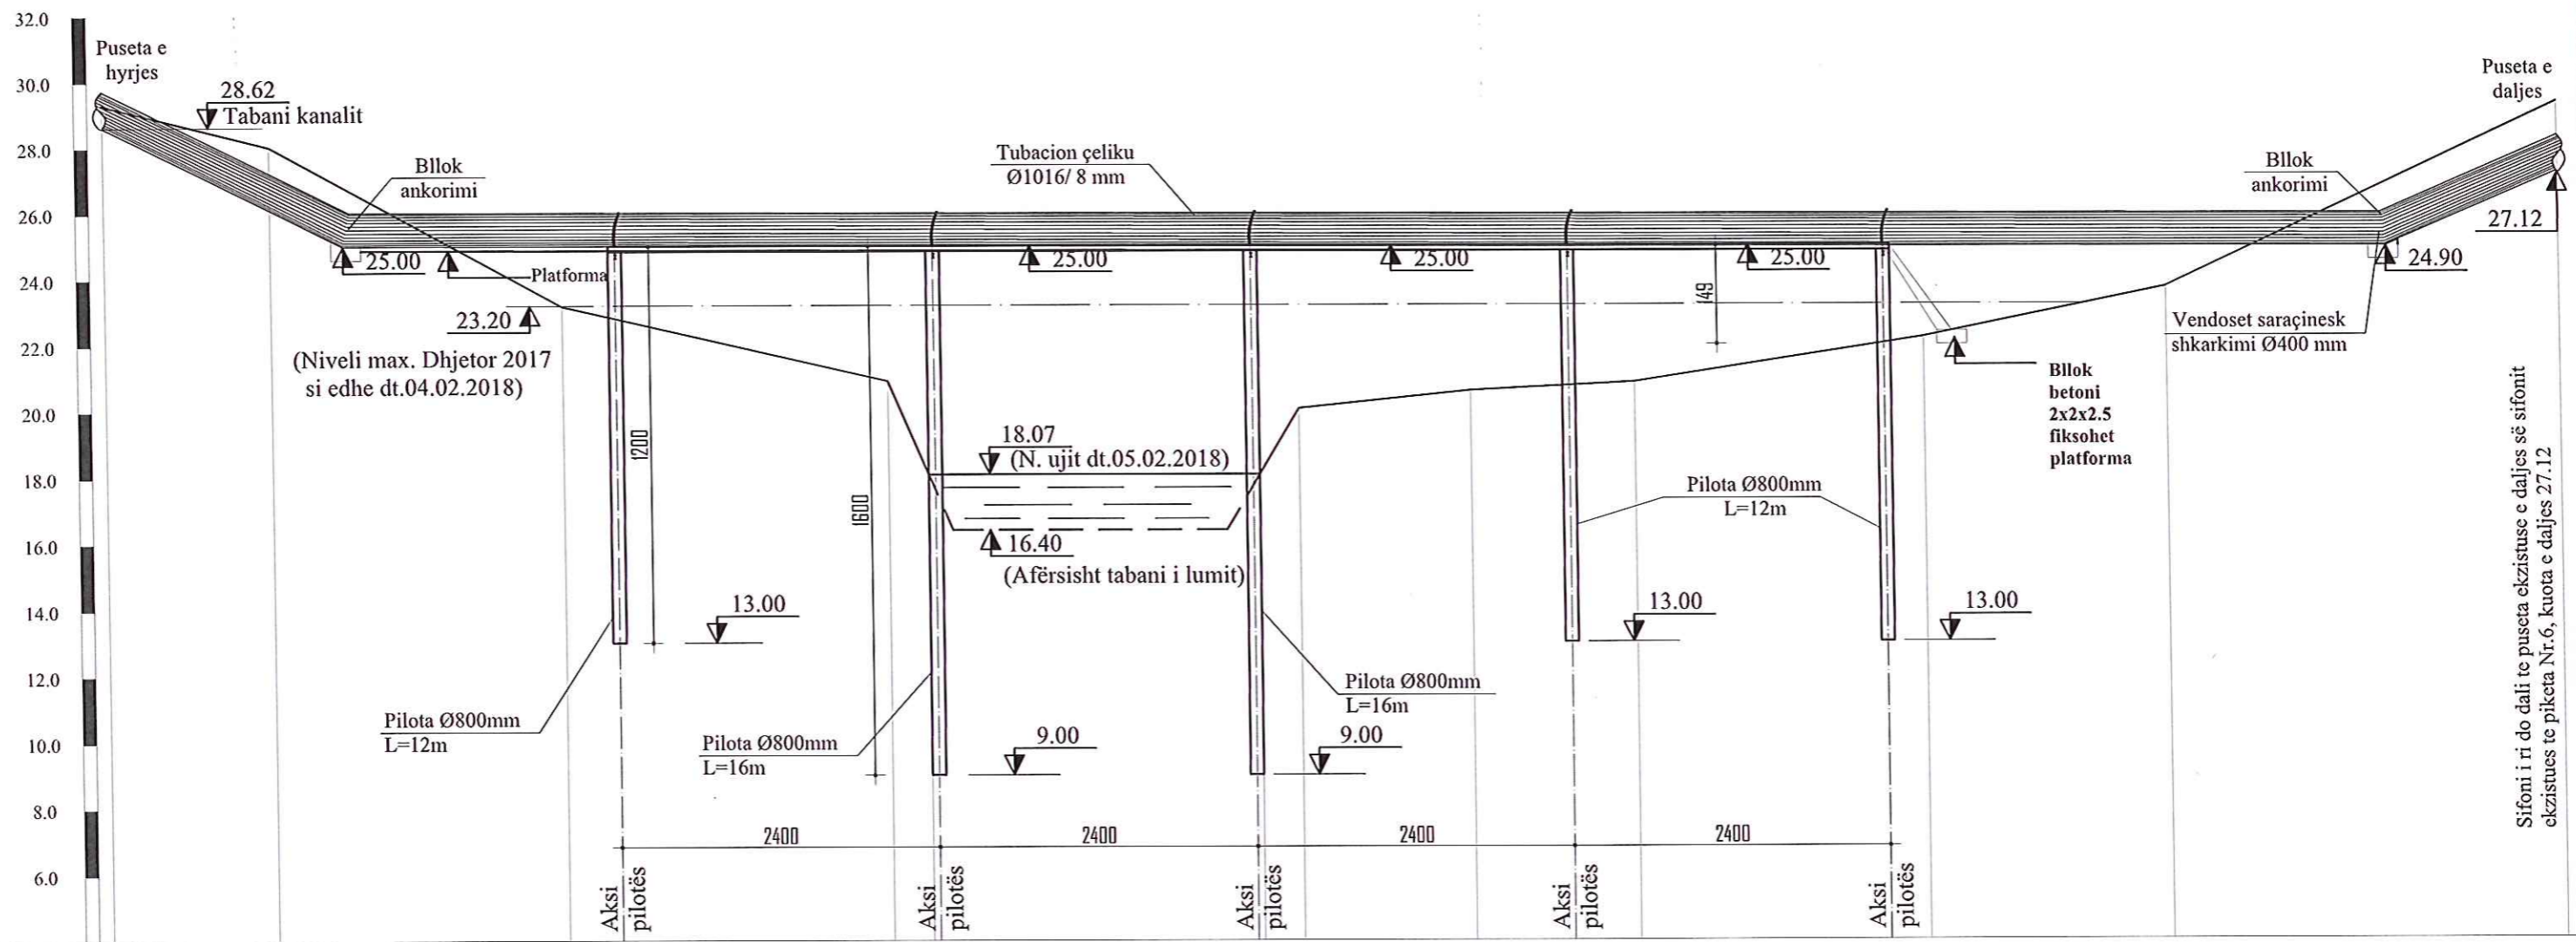 32.0
30.0
28.0
26.0
24.0
22.0
20.0
18.0
16.0
14.0
12.0
10.0
8.0
6.0
Puseta e
hyrjes
28.62
Tabani kanalit
Bllok
ankorimi
25.00
Platforma
23.20
(Niveli max. Dhjetor 2017
si edhe dt.04.02.2018)
Tubacion çeliku
Ø1016/ 8 mm
25.00
25.00
25.00
149
1200
1600
18.07
(N. ujit dt.05.02.2018)
16.40
(Afërsisht tabani i lumit)
Pilota Ø800mm
L=12m
13.00
13.00
13.00
Pilota Ø800mm
L=12m
Pilota Ø800mm
L=16m
9.00
Pilota Ø800mm
L=16m
9.00
2400
2400
2400
2400
Aksi
pilotës
Aksi
pilotës
Aksi
pilotës
Aksi
pilotës
Aksi
pilotës
Puseta e
daljes
Bllok
ankorimi
27.12
24.90
Vendoset saraçinesk
shkarkimi Ø400 mm
Bllok
betoni
2x2x2.5
fiksohet
platforma
Sifoni i ri do dali te puseta ekzistuse e daljes së sifonit
ekzistues te piketa Nr.6, kuota e daljes 27.12